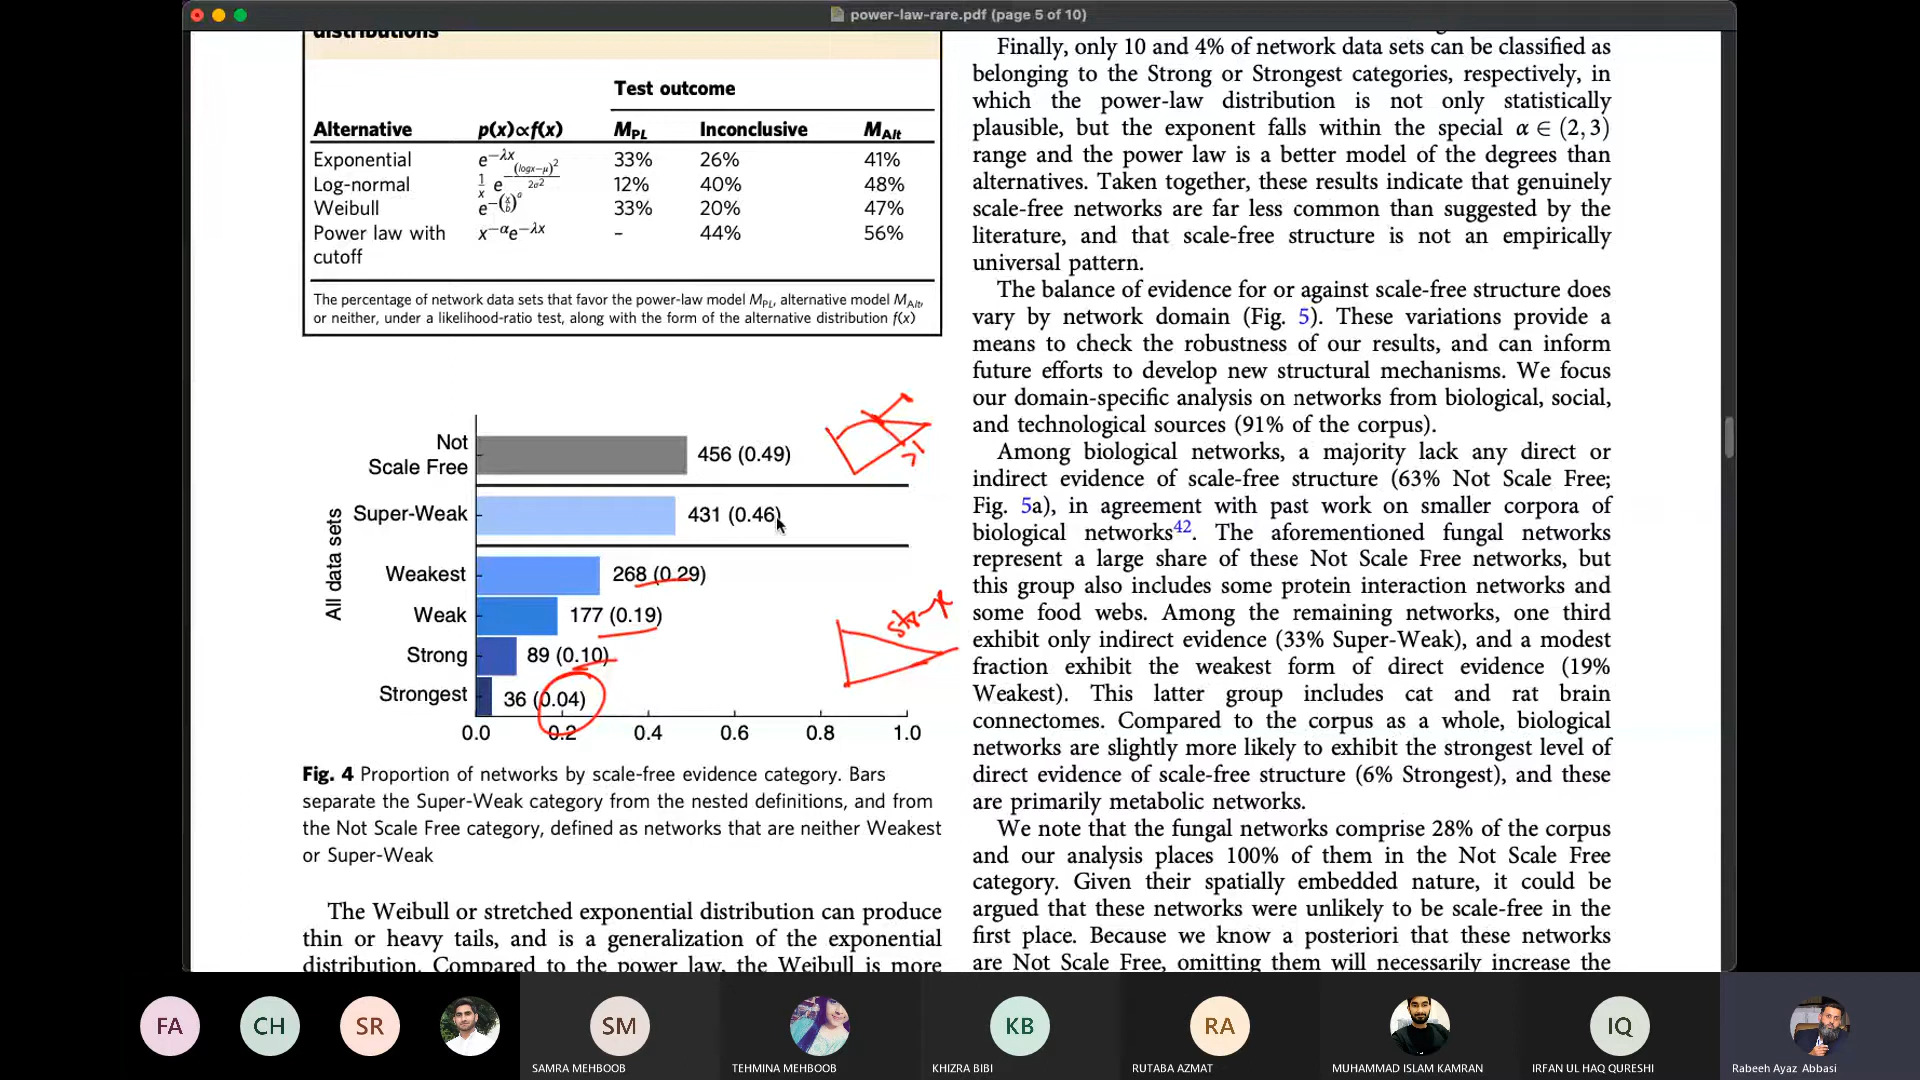 power-law-rare.pdf (page 5 of 10)
distributions
Test outcome
Alternative p(x)∝f(x) M_PL Inconclusive M_Alt
Exponential e^{−λx} 33% 26% 41%
Log-normal \frac{1}{x} e^{−\frac{(logx−μ)^2}{2σ^2}} 12% 40% 48%
Weibull e^{−(\frac{x}{b})^a} 33% 20% 47%
Power law with x^{−α}e^{−λx} – 44% 56%
cutoff
The percentage of network data sets that favor the power-law model M_PL, alternative model M_Alt,
or neither, under a likelihood-ratio test, along with the form of the alternative distribution f(x)
All data sets
Not
Scale Free 456 (0.49)
Super-Weak 431 (0.46)
Weakest 268 (0.29)
Weak 177 (0.19)
Strong 89 (0.10)
Strongest 36 (0.04)
0.0 0.2 0.4 0.6 0.8 1.0
Fig. 4 Proportion of networks by scale-free evidence category. Bars
separate the Super-Weak category from the nested definitions, and from
the Not Scale Free category, defined as networks that are neither Weakest
or Super-Weak
The Weibull or stretched exponential distribution can produce
thin or heavy tails, and is a generalization of the exponential
distribution. Compared to the power law, the Weibull is more
Finally, only 10 and 4% of network data sets can be classified as
belonging to the Strong or Strongest categories, respectively, in
which the power-law distribution is not only statistically
plausible, but the exponent falls within the special α ∈ (2, 3)
range and the power law is a better model of the degrees than
alternatives. Taken together, these results indicate that genuinely
scale-free networks are far less common than suggested by the
literature, and that scale-free structure is not an empirically
universal pattern.
The balance of evidence for or against scale-free structure does
vary by network domain (Fig. 5). These variations provide a
means to check the robustness of our results, and can inform
future efforts to develop new structural mechanisms. We focus
our domain-specific analysis on networks from biological, social,
and technological sources (91% of the corpus).
Among biological networks, a majority lack any direct or
indirect evidence of scale-free structure (63% Not Scale Free;
Fig. 5a), in agreement with past work on smaller corpora of
biological networks42. The aforementioned fungal networks
represent a large share of these Not Scale Free networks, but
this group also includes some protein interaction networks and
some food webs. Among the remaining networks, one third
exhibit only indirect evidence (33% Super-Weak), and a modest
fraction exhibit the weakest form of direct evidence (19%
Weakest). This latter group includes cat and rat brain
connectomes. Compared to the corpus as a whole, biological
networks are slightly more likely to exhibit the strongest level of
direct evidence of scale-free structure (6% Strongest), and these
are primarily metabolic networks.
We note that the fungal networks comprise 28% of the corpus
and our analysis places 100% of them in the Not Scale Free
category. Given their spatially embedded nature, it could be
argued that these networks were unlikely to be scale-free in the
first place. Because we know a posteriori that these networks
are Not Scale Free, omitting them will necessarily increase the
FA CH SR SM KB RA IQ
SAMRA MEHBOOB TEHMINA MEHBOOB KHIZRA BIBI RUTABA AZMAT MUHAMMAD ISLAM KAMRAN IRFAN UL HAQ QURESHI Rabeeh Ayaz Abbasi